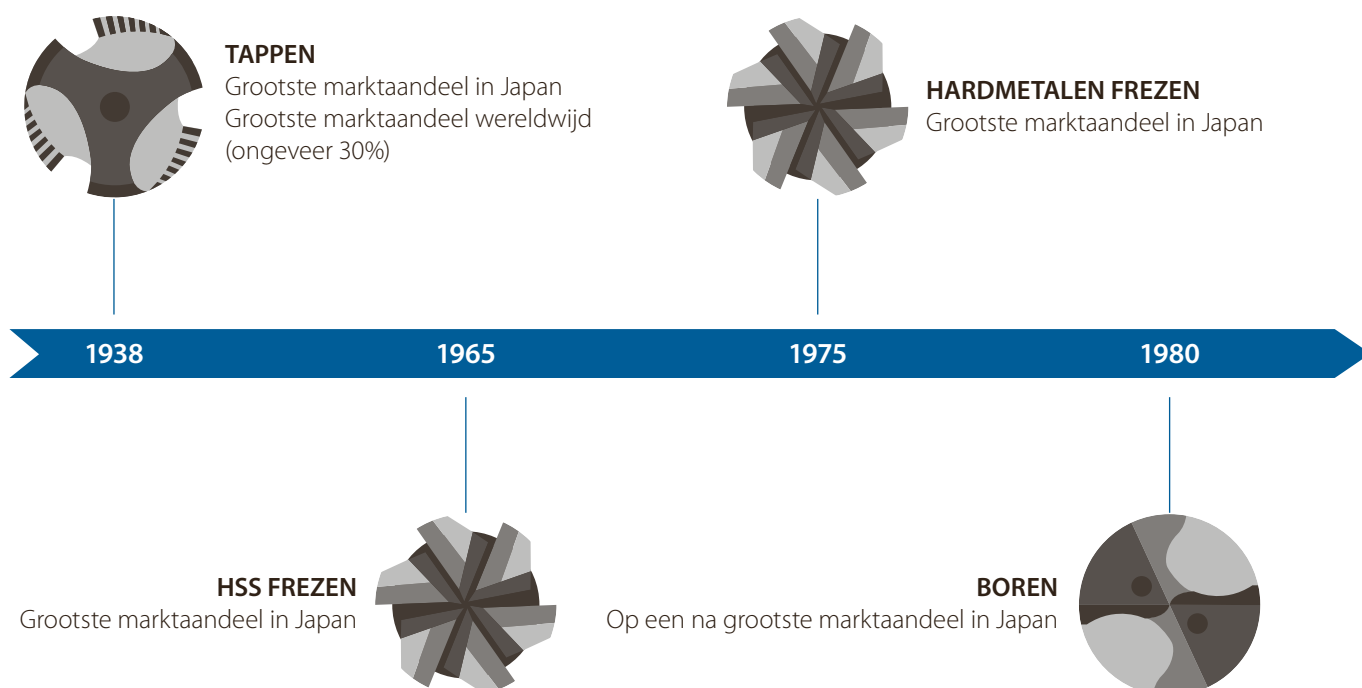 TAPPEN
Grootste marktaandeel in Japan
Grootste marktaandeel wereldwijd
(ongeveer 30%)
HARDMETALEN FREZEN
Grootste marktaandeel in Japan
1938
1965
1975
1980
HSS FREZEN
Grootste marktaandeel in Japan
BOREN
Op een na grootste marktaandeel in Japan